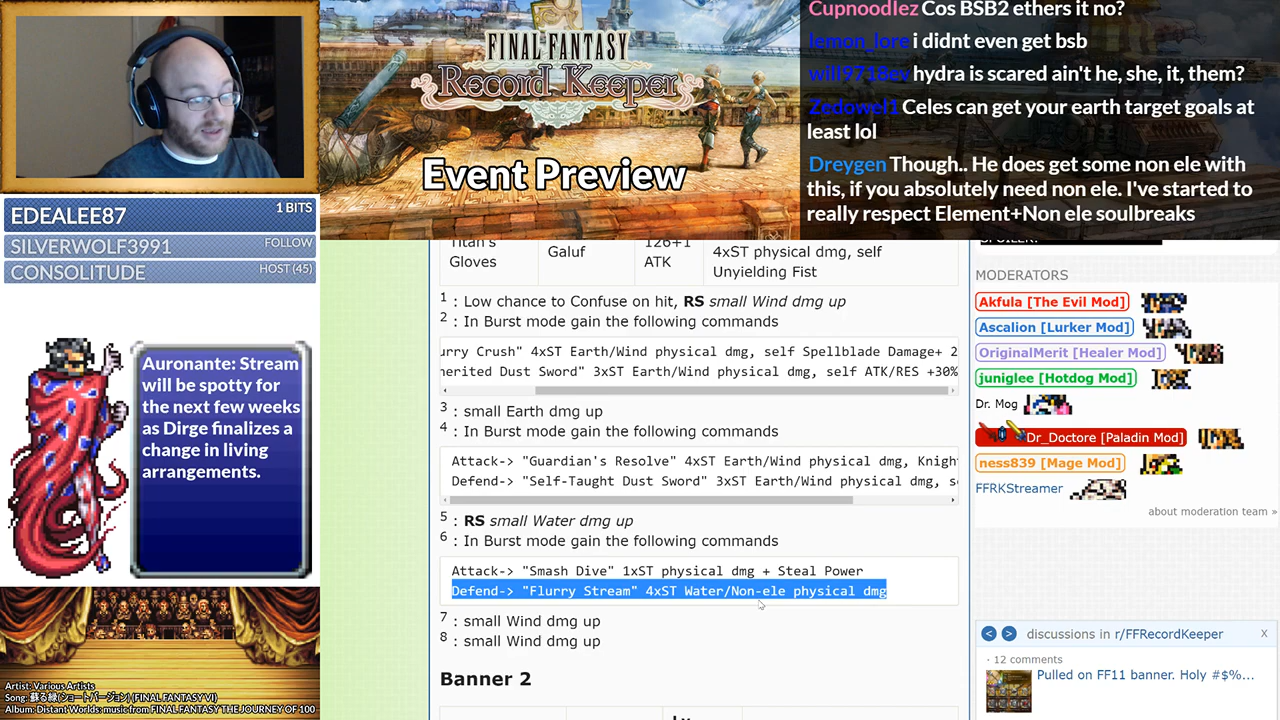 FINAL FANTASY
Record Keeper
Event Preview
Cupnoodlez Cos BSB2 ethers it no?
lemon_lore i didnt even get bsb
will9718ev hydra is scared ain't he, she, it, them?
Zedowel1 Celes can get your earth target goals at
least lol
Dreygen Though.. He does get some non ele with
this, if you absolutely need non ele. I've started to
really respect Element+Non ele soulbreaks
EDEALEE87 1 BITS
SILVERWOLF3991 FOLLOW
CONSOLITUDE HOST (45)
Auronante: Stream
will be spotty for
the next few weeks
as Dirge finalizes a
change in living
arrangements.
Artist: Various Artists
Album: Distant Worlds: music from FINAL FANTASY THE JOURNEY OF 100
Titan's
Gloves
Galuf
126+1
ATK
4xST physical dmg, self
Unyielding Fist
1 : Low chance to Confuse on hit, RS small Wind dmg up
2 : In Burst mode gain the following commands
urry Crush" 4xST Earth/Wind physical dmg, self Spellblade Damage+ 2
herited Dust Sword" 3xST Earth/Wind physical dmg, self ATK/RES +30%
3 : small Earth dmg up
4 : In Burst mode gain the following commands
Attack-> "Guardian's Resolve" 4xST Earth/Wind physical dmg, Knigh
Defend-> "Self-Taught Dust Sword" 3xST Earth/Wind physical dmg, s
5 : RS small Water dmg up
6 : In Burst mode gain the following commands
Attack-> "Smash Dive" 1xST physical dmg + Steal Power
Defend-> "Flurry Stream" 4xST Water/Non-ele physical dmg
7 : small Wind dmg up
8 : small Wind dmg up
Banner 2
MODERATORS
Akfula [The Evil Mod]
Ascalion [Lurker Mod]
OriginalMerit [Healer Mod]
juniglee [Hotdog Mod]
Dr. Mog
Dr_Doctore [Paladin Mod]
ness839 [Mage Mod]
FFRKStreamer
about moderation team »
< > discussions in r/FFRecordKeeper X
· 12 comments
Pulled on FF11 banner. Holy #$%...